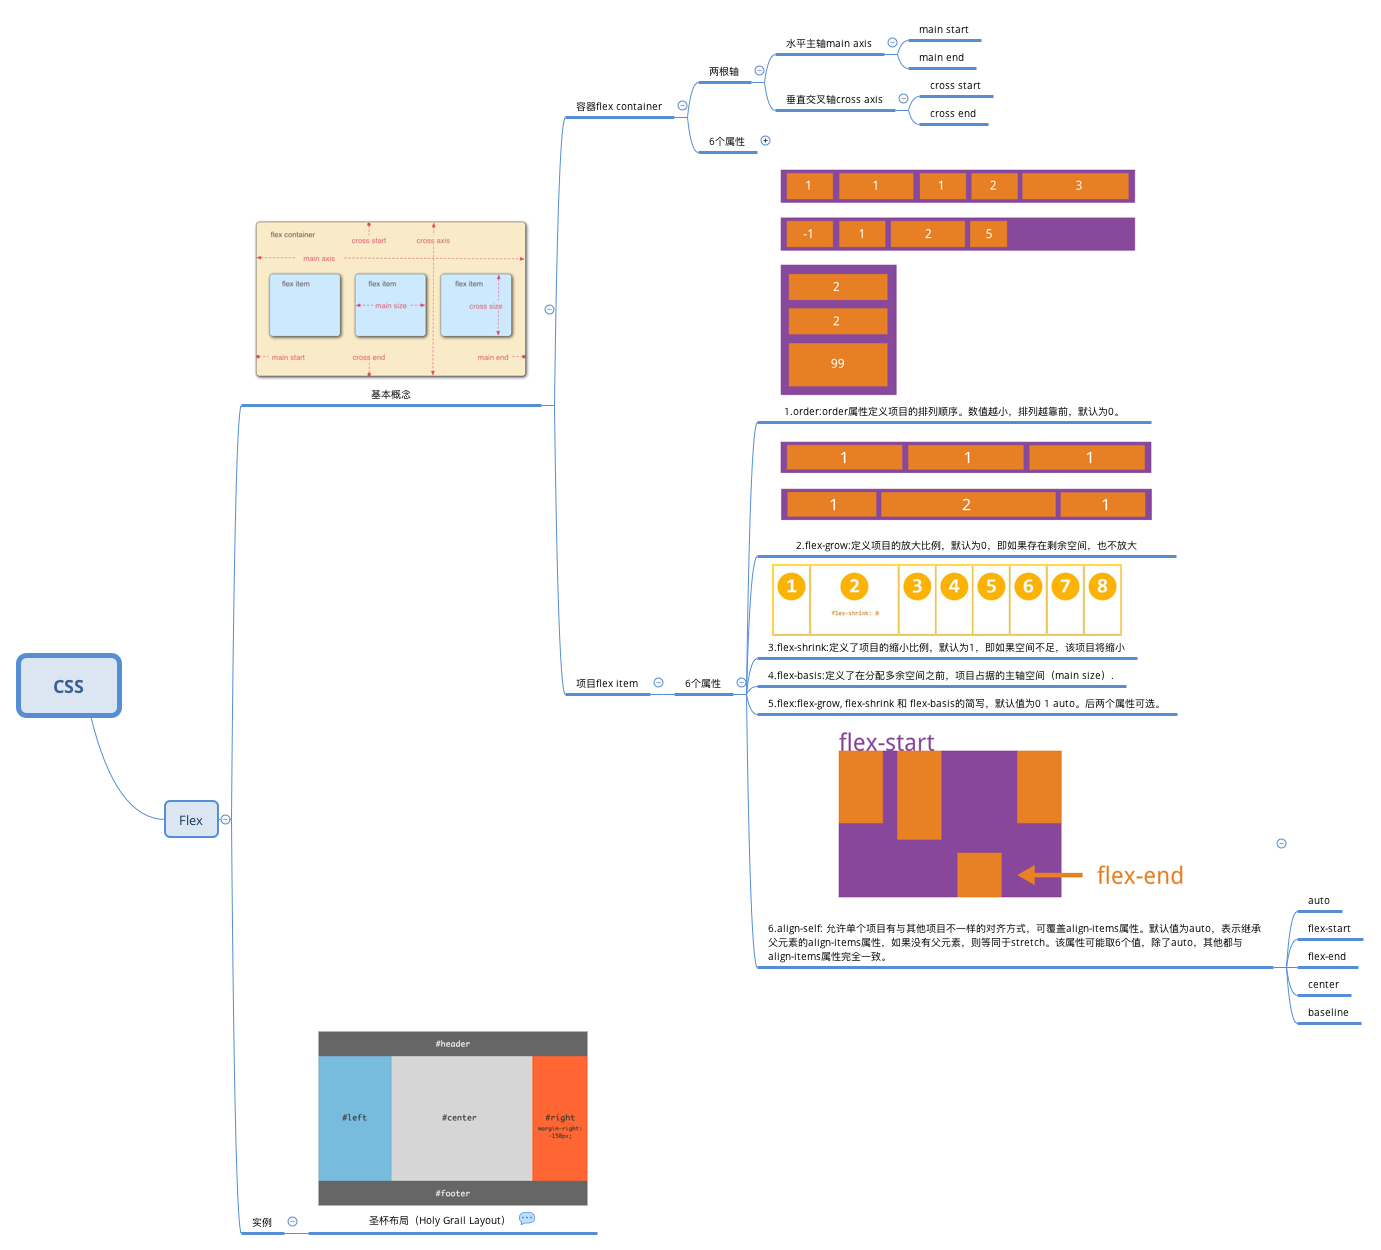 CSS
Flex
flex container
cross start
cross axis
main axis
flex item
flex item
flex item
main size
cross size
main start
cross end
main end
基本概念
容器flex container
两根轴
水平主轴main axis
main start
main end
垂直交叉轴cross axis
cross start
cross end
6个属性
项目flex item
6个属性
1 1 1 2 3
-1 1 2 5
2
2
99
1.order:order属性定义项目的排列顺序。数值越小，排列越靠前，默认为0。
1 1 1
1 2 1
2.flex-grow:定义项目的放大比例，默认为0，即如果存在剩余空间，也不放大
1 2 3 4 5 6 7 8
flex-shrink: 0
3.flex-shrink:定义了项目的缩小比例，默认为1，即如果空间不足，该项目将缩小
4.flex-basis:定义了在分配多余空间之前，项目占据的主轴空间（main size）.
5.flex:flex-grow, flex-shrink 和 flex-basis的简写，默认值为0 1 auto。后两个属性可选。
flex-start
flex-end
6.align-self: 允许单个项目有与其他项目不一样的对齐方式，可覆盖align-items属性。默认值为auto，表示继承
父元素的align-items属性，如果没有父元素，则等同于stretch。该属性可能取6个值，除了auto，其他都与
align-items属性完全一致。
auto
flex-start
flex-end
center
baseline
实例
#header
#left
#center
#right
margin-right:
-150px;
#footer
圣杯布局（Holy Grail Layout）